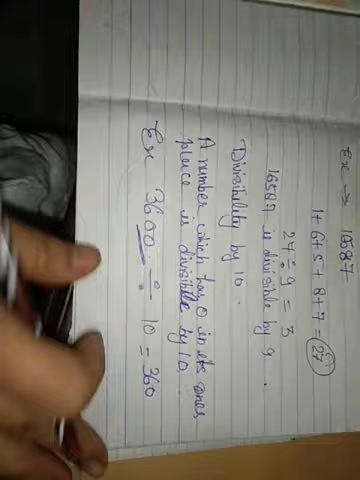 Ex → 16587
1+6+5+8+7 = 27
27 ÷ 9 = 3
16587 is divisible by 9.
Divisibility by 10.
A number which has 0 in its ones
place is divisible by 10.
Ex 3600 ÷ 10 = 360